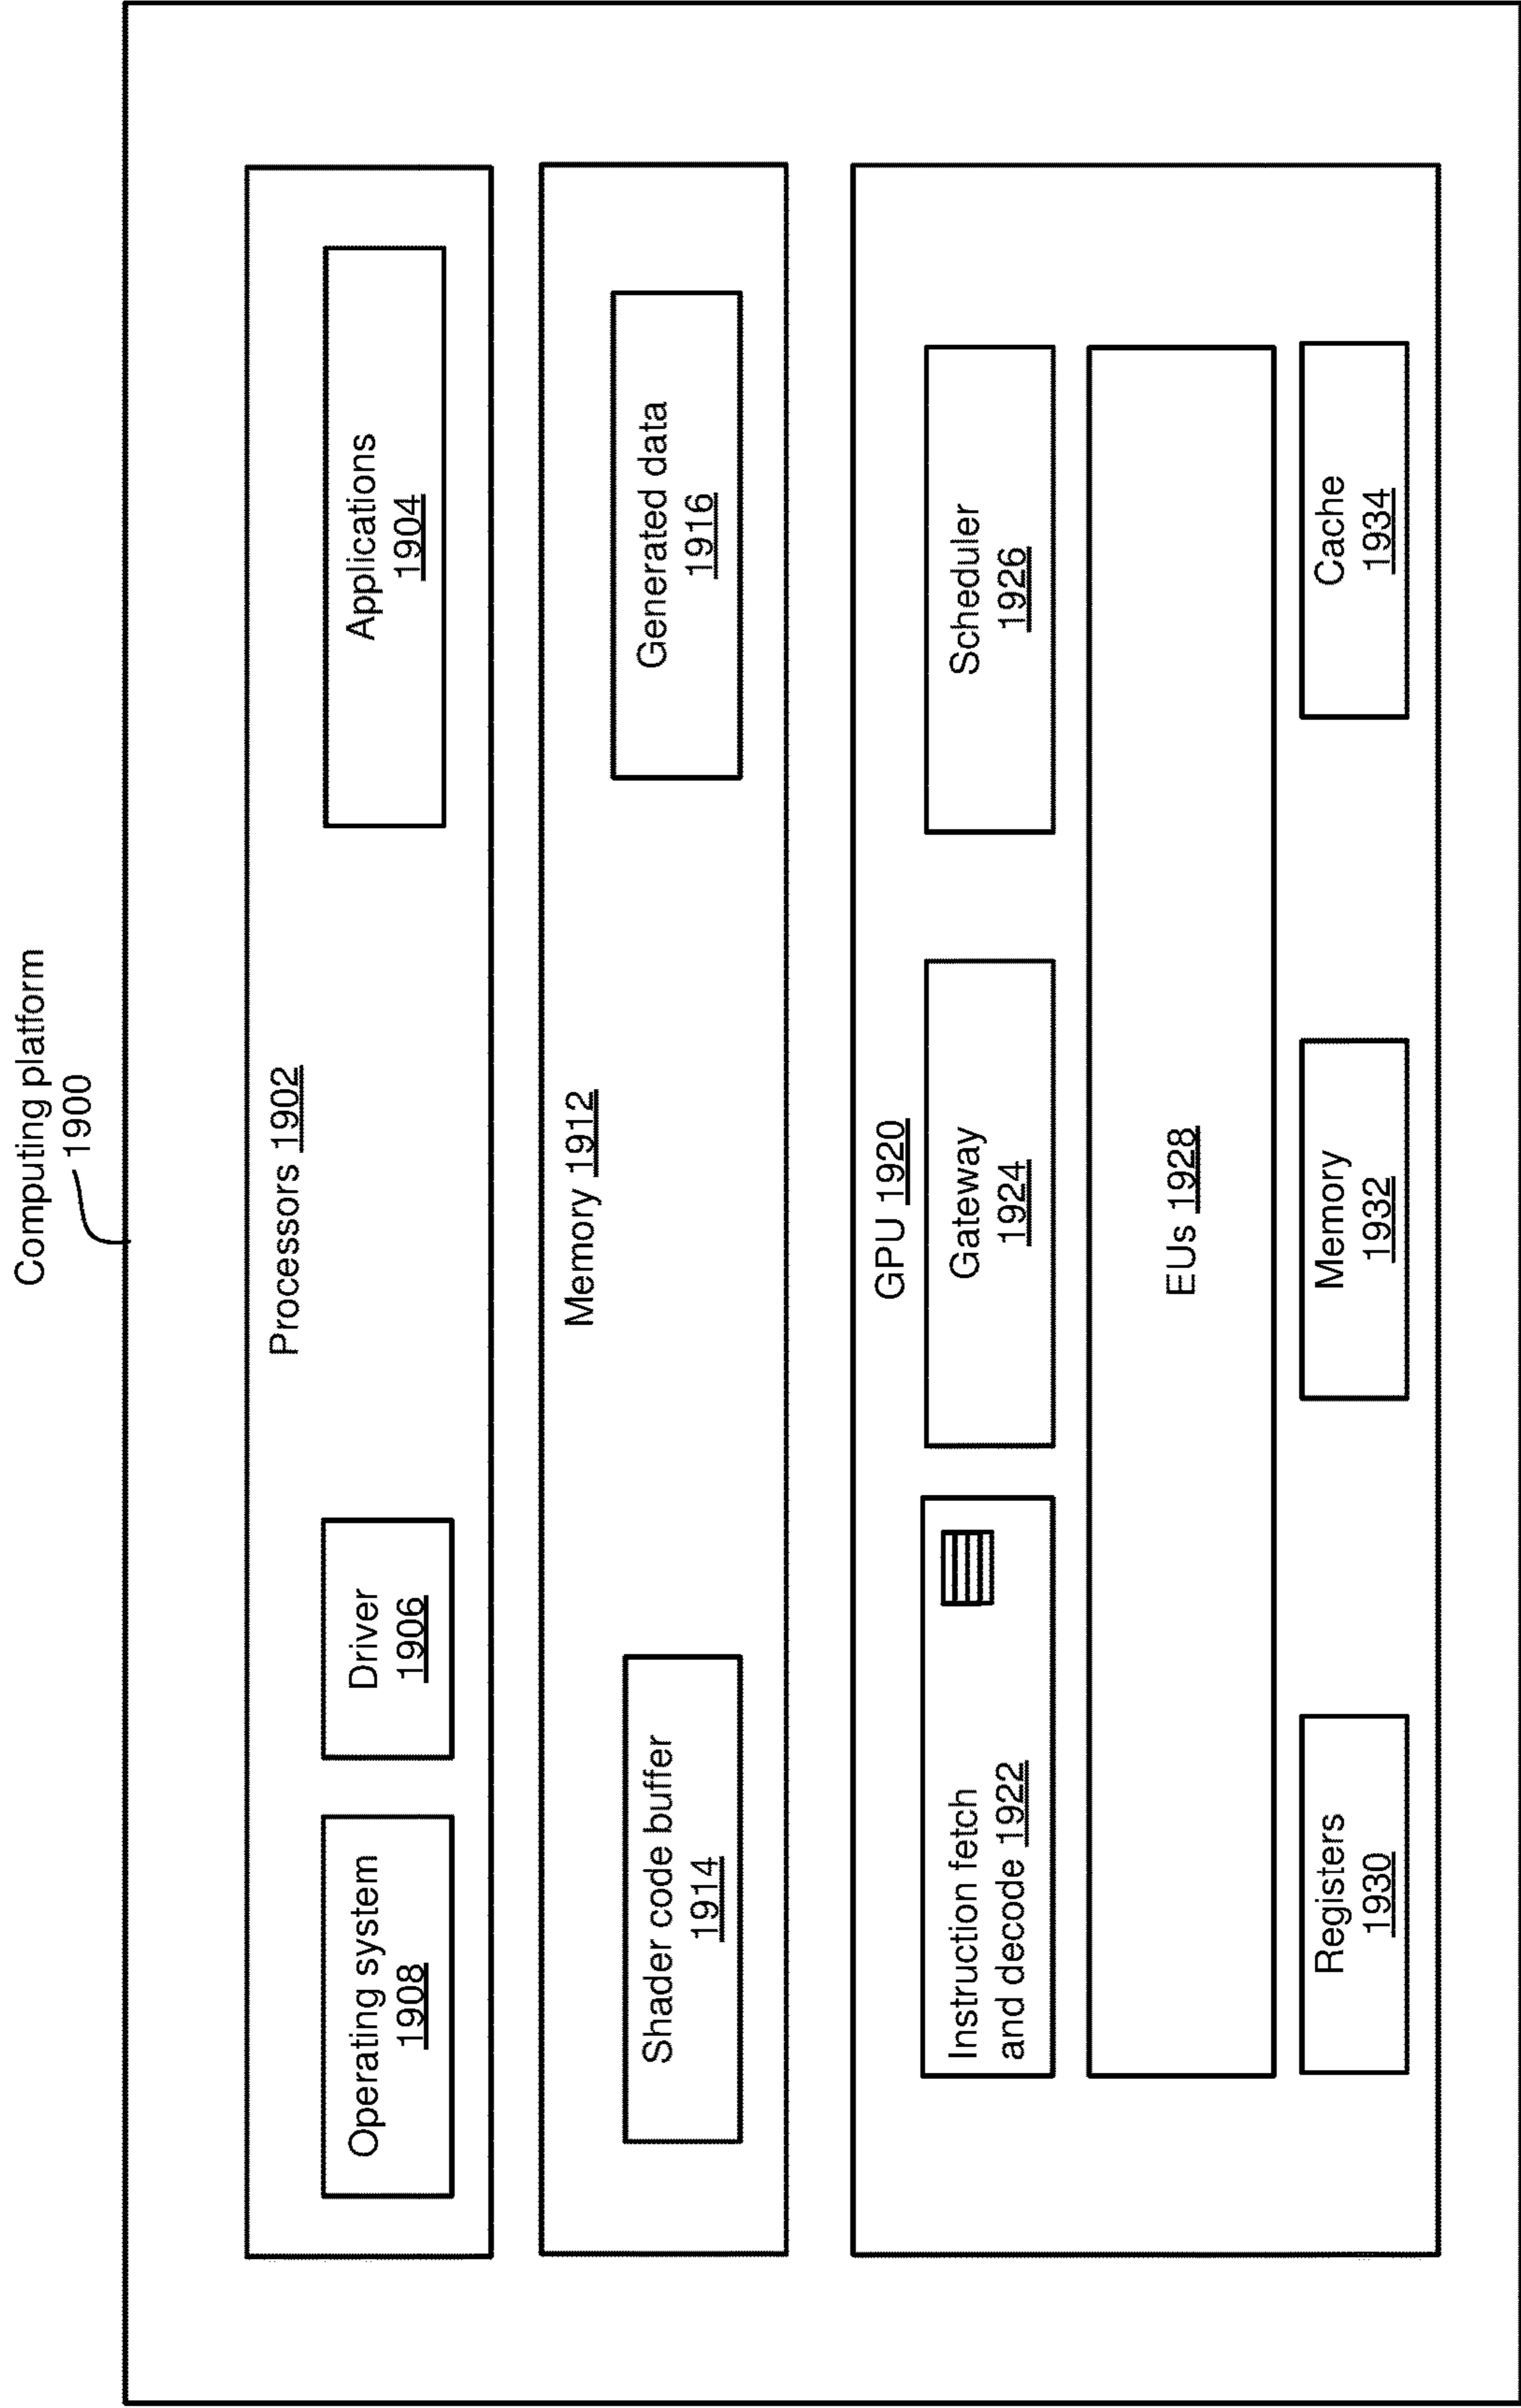 Computing platform
1900
Processors 1902
Operating system
1908
Driver
1906
Applications
1904
Memory 1912
Shader code buffer
1914
Generated data
1916
GPU 1920
Instruction fetch
and decode 1922
Gateway
1924
Scheduler
1926
EUs 1928
Registers
1930
Memory
1932
Cache
1934